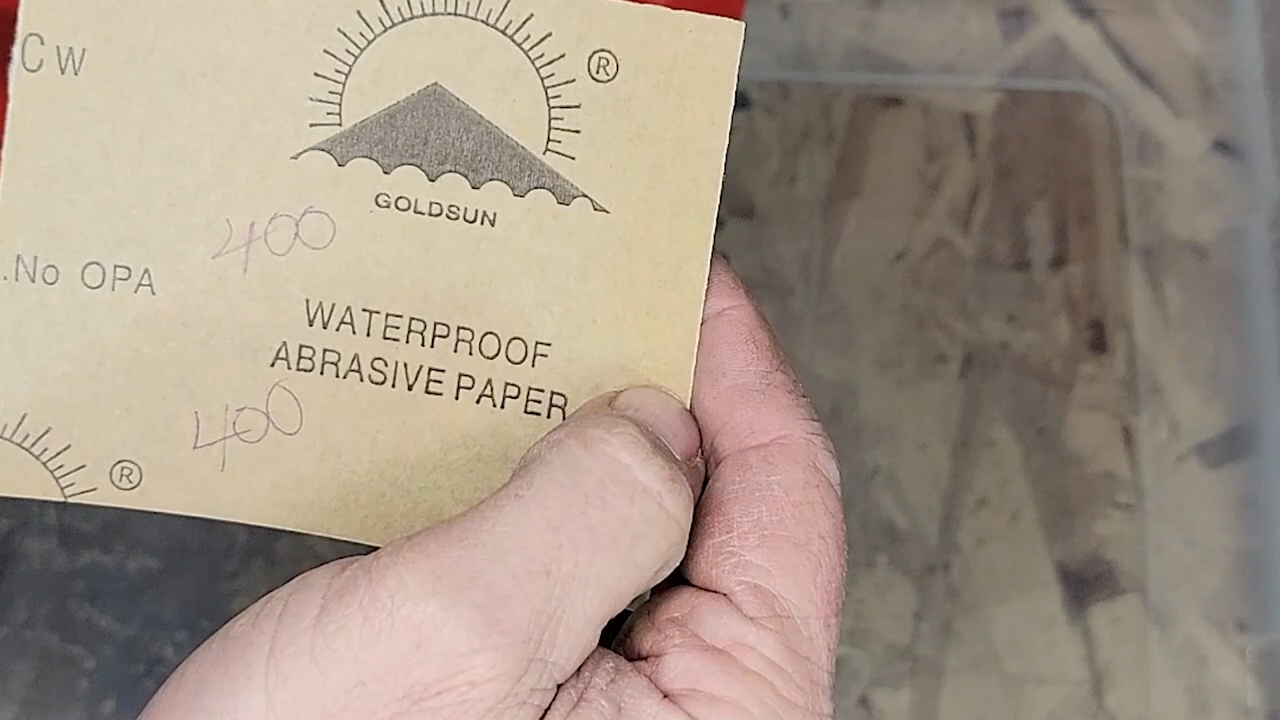 Cw
®
GOLDSUN
400
.No OPA
WATERPROOF
ABRASIVE PAPER
400
®